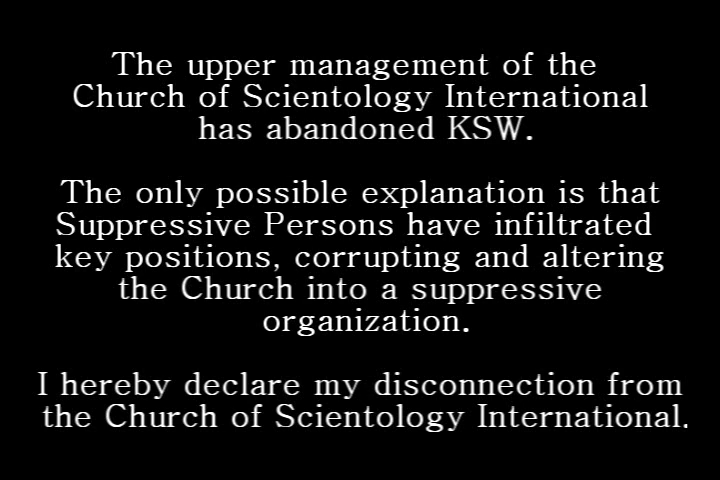 The upper management of the
Church of Scientology International
has abandoned KSW.
The only possible explanation is that
Suppressive Persons have infiltrated
key positions, corrupting and altering
the Church into a suppressive
organization.
I hereby declare my disconnection from
the Church of Scientology International.